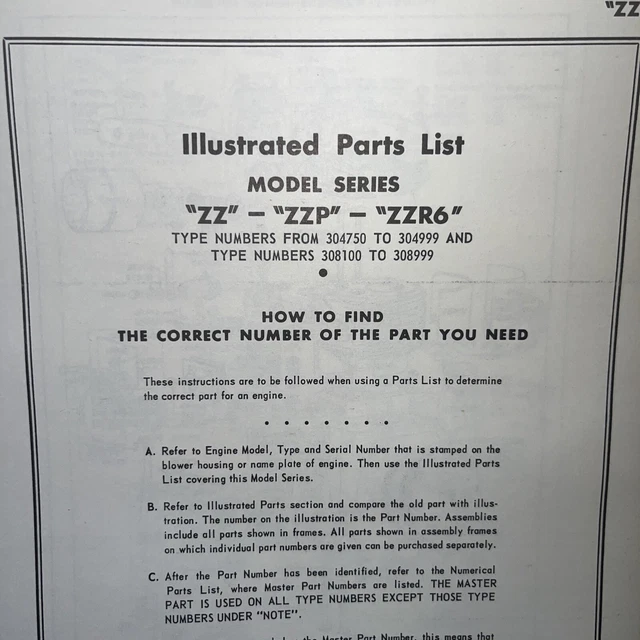 "ZZ
Illustrated Parts List
MODEL SERIES
"ZZ" – "ZZP" – "ZZR6"
TYPE NUMBERS FROM 304750 TO 304999 AND
TYPE NUMBERS 308100 TO 308999
•
HOW TO FIND
THE CORRECT NUMBER OF THE PART YOU NEED
These instructions are to be followed when using a Parts List to determine
the correct part for an engine.
• • • • • • •
A. Refer to Engine Model, Type and Serial Number that is stamped on the
blower housing or name plate of engine. Then use the Illustrated Parts
List covering this Model Series.
B. Refer to Illustrated Parts section and compare the old part with illus-
tration. The number on the illustration is the Part Number. Assemblies
include all parts shown in frames. All parts shown in assembly frames
on which individual part numbers are given can be purchased separately.
C. After the Part Number has been identified, refer to the Numerical
Parts List, where Master Part Numbers are listed. THE MASTER
PART IS USED ON ALL TYPE NUMBERS EXCEPT THOSE TYPE
NUMBERS UNDER "NOTE".
the Master Part Number, this means that